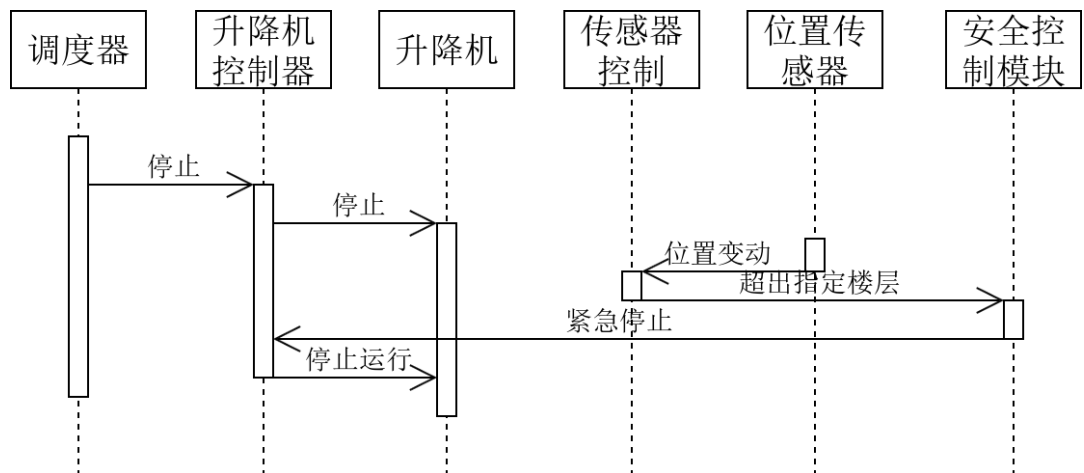 调度器
升降机
控制器
升降机
传感器
控制
位置传
感器
安全控
制模块
停止
停止
位置变动
超出指定楼层
紧急停止
停止运行